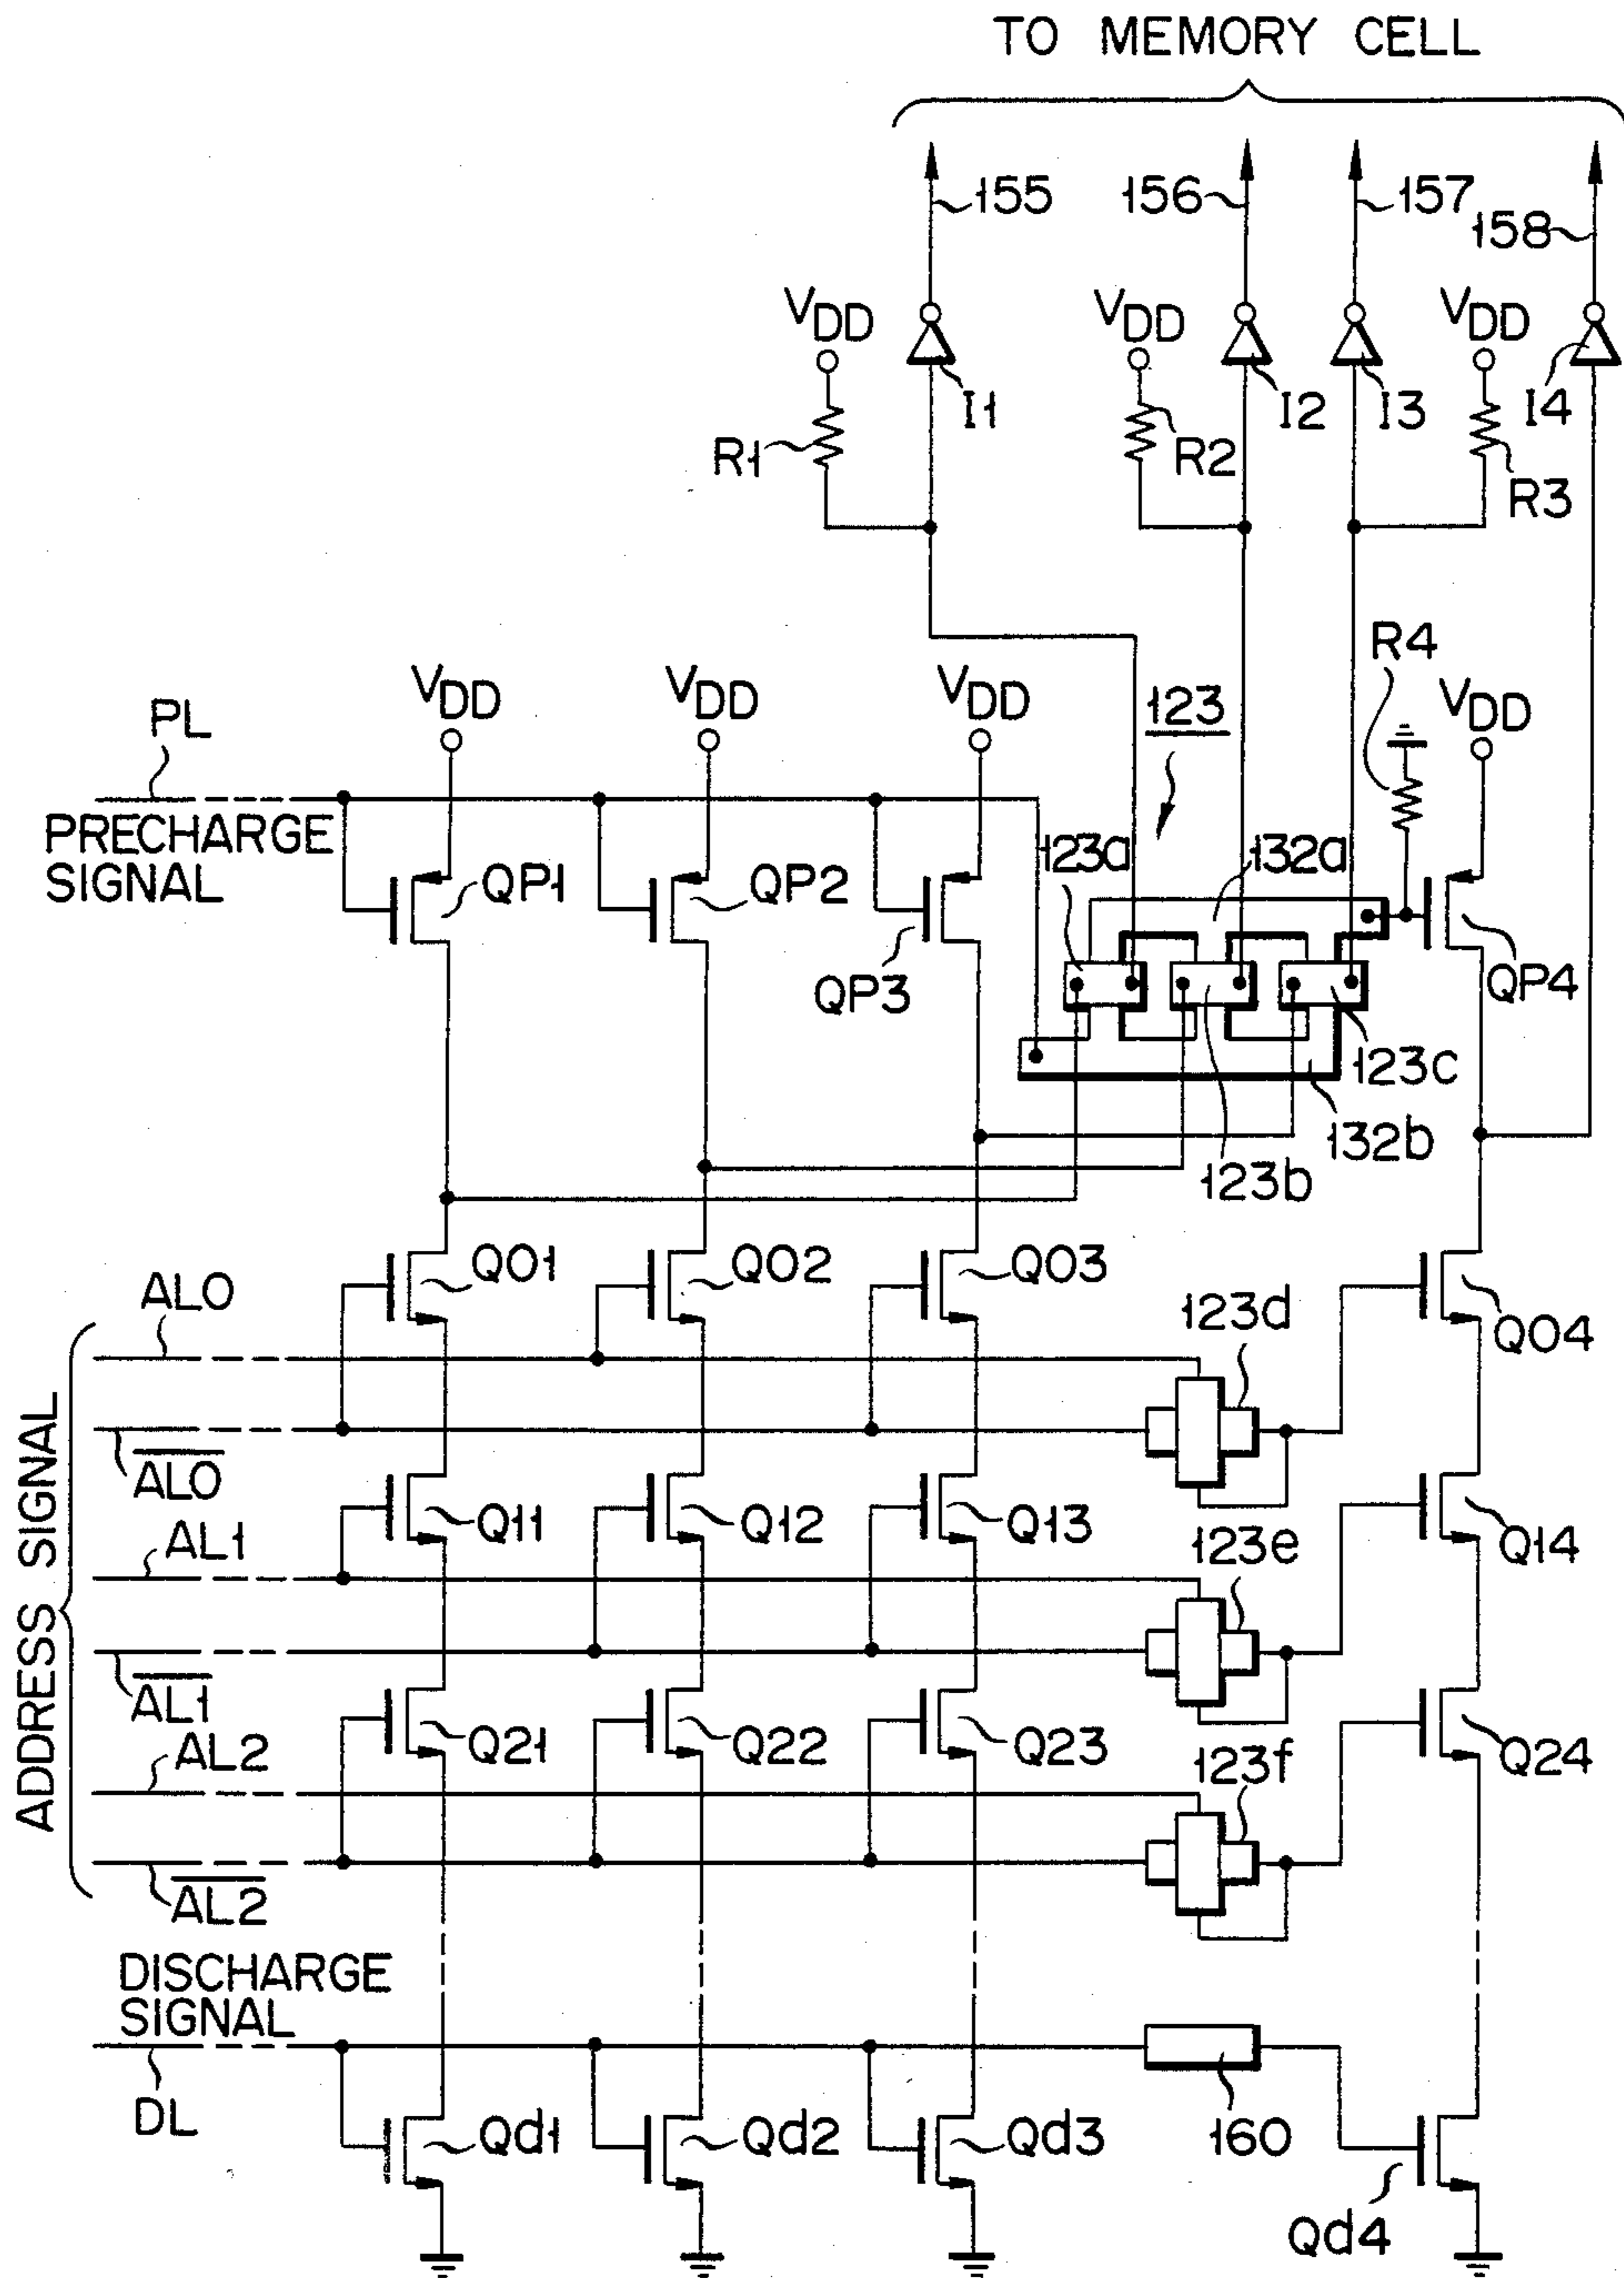 TO MEMORY CELL
155
156
157
158
VDD
VDD
VDD
I1
I2
I3
I4
R1
R2
R3
R4
VDD
VDD
VDD
VDD
123
PL
PRECHARGE
SIGNAL
QP1
QP2
QP3
QP4
123a
132a
123c
132b
123b
Q01
Q02
Q03
Q04
AL0
123d
AL0
Q11
Q12
Q13
Q14
AL1
123e
ADDRESS SIGNAL
AL1
Q21
Q22
Q23
Q24
AL2
123f
AL2
DISCHARGE
SIGNAL
DL
Qd1
Qd2
Qd3
160
Qd4